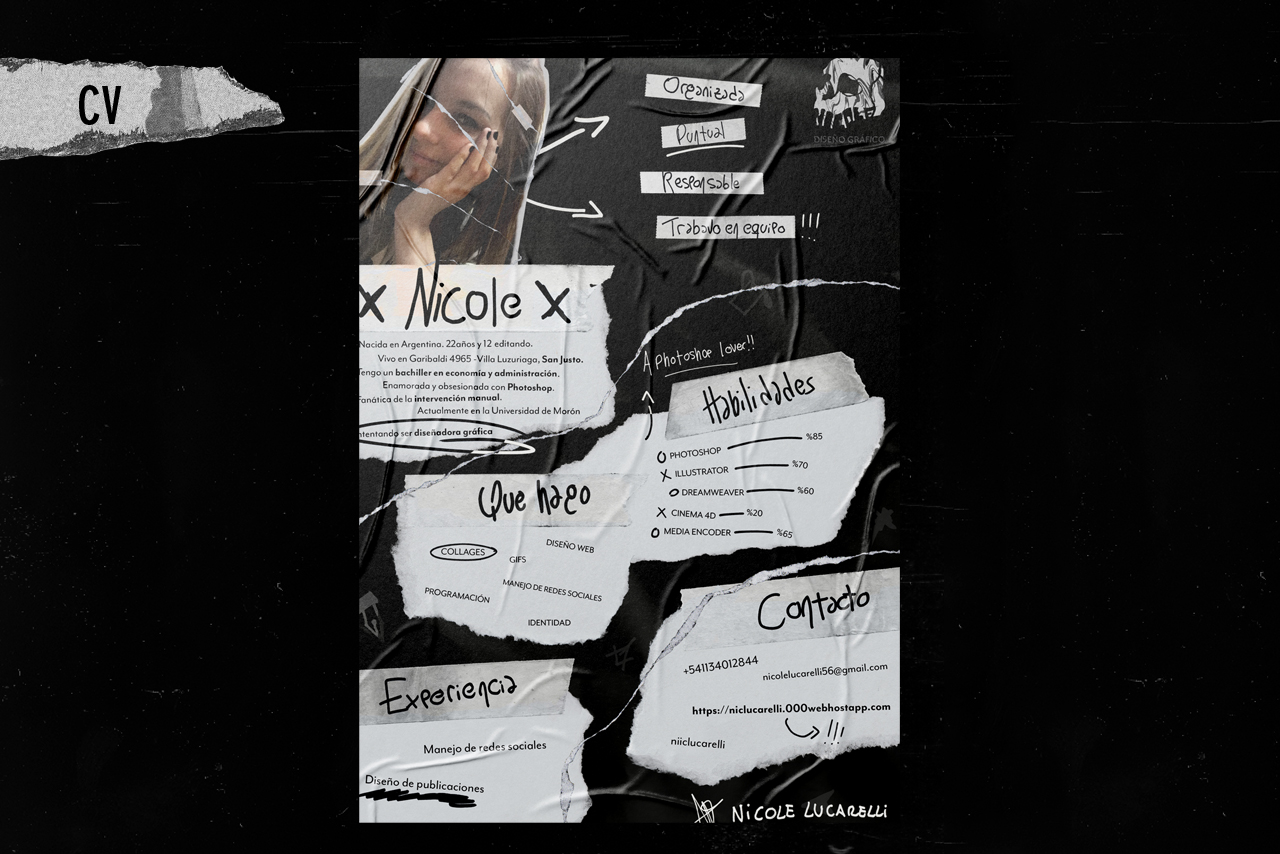 CV
Organizada
Puntual
Responsable
Trabajo en equipo !!!
DISEÑO GRÁFICO
X Nicole X
Nacida en Argentina. 22años y 12 editando.
Vivo en Garibaldi 4965 -Villa Luzuriaga, San Justo.
Tengo un bachiller en economía y administración.
Enamorada y obsesionada con Photoshop.
Fanática de la intervención manual.
Actualmente en la Universidad de Morón
ntentando ser diseñadora gráfica
A photoshop lover!!
Habilidades
PHOTOSHOP %85
ILLUSTRATOR %70
DREAMWEAVER %60
CINEMA 4D %20
MEDIA ENCODER %65
Que hago
COLLAGES
GIFS
DISEÑO WEB
PROGRAMACIÓN
MANEJO DE REDES SOCIALES
IDENTIDAD
Contacto
+541134012844
nicolelucarelli56@gmail.com
https://niclucarelli.000webhostapp.com
!!!
niiclucarelli
Experiencia
Manejo de redes sociales
Diseño de publicaciones
NICOLE LUCARELLI